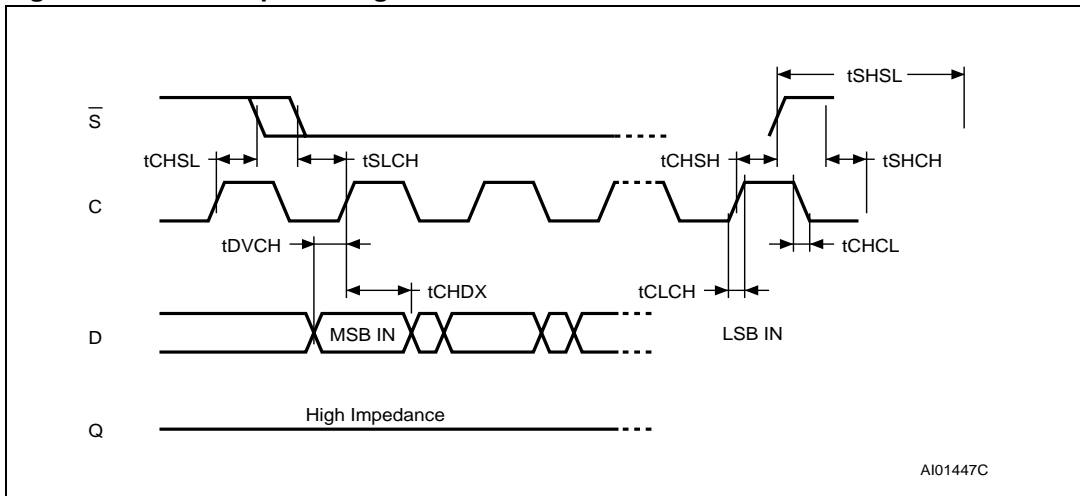 tSHSL
S
tCHSL
tSLCH
tCHSH
tSHCH
C
tDVCH
tCHCL
tCHDX
tCLCH
D
MSB IN
LSB IN
High Impedance
Q
AI01447C